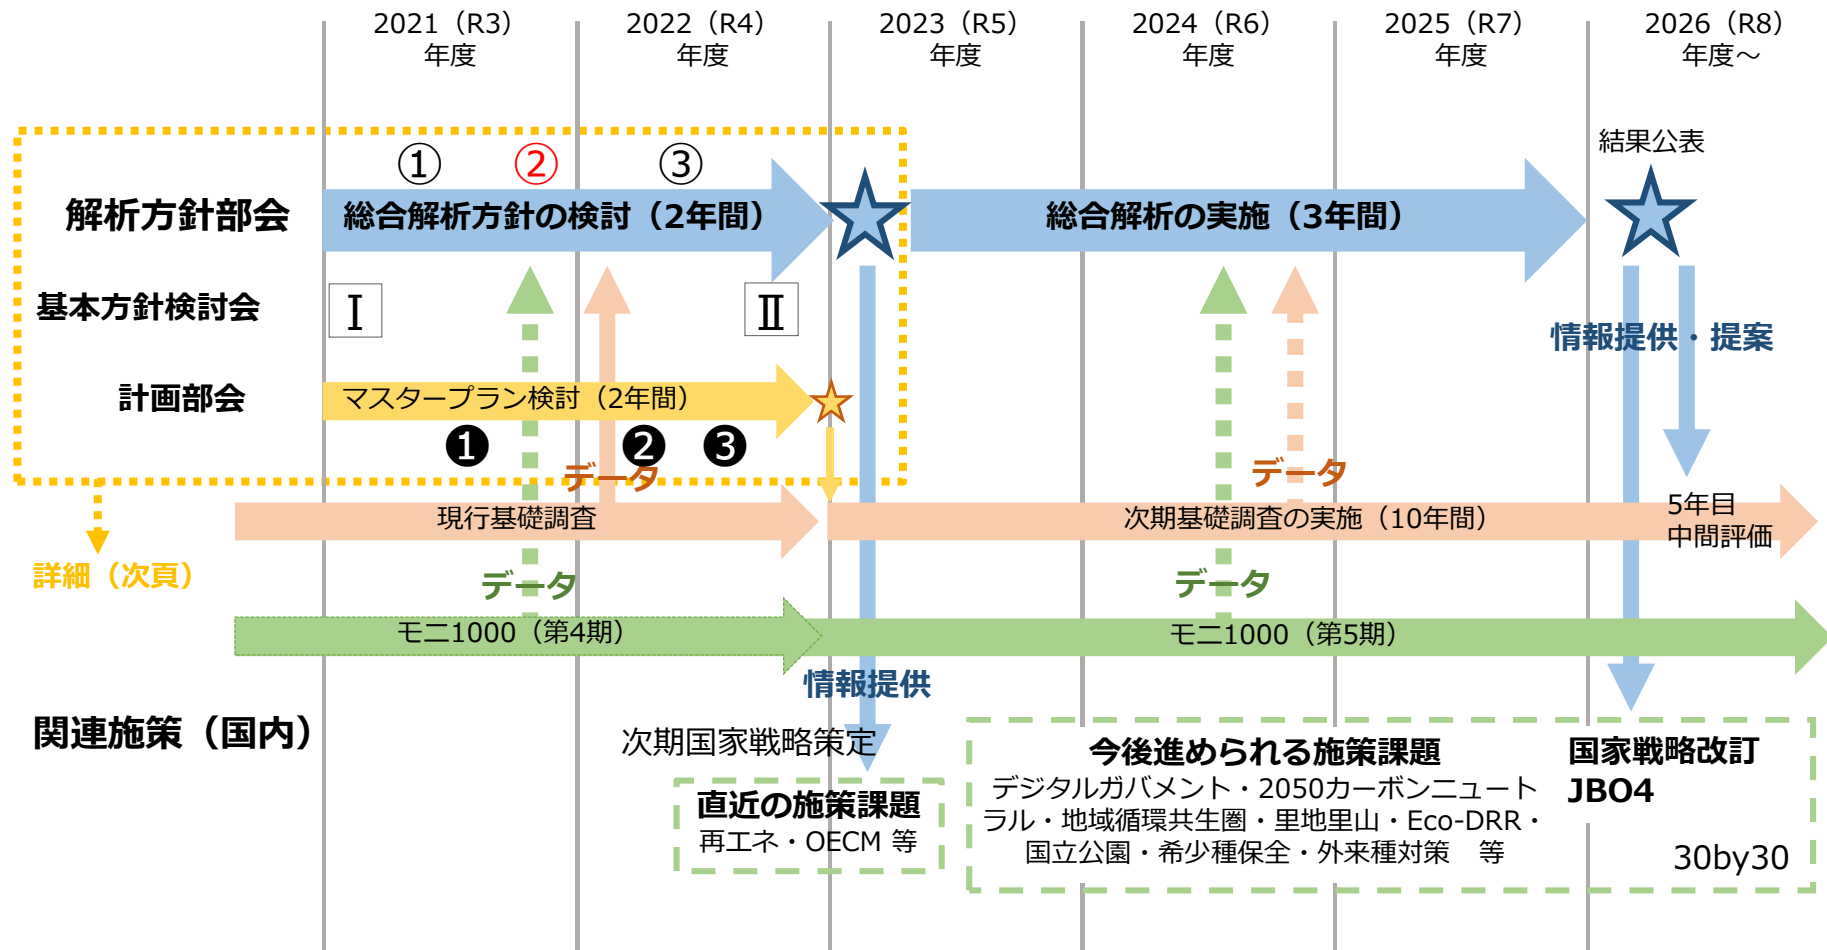 2021（R3）
年度
2022（R4）
年度
2023（R5）
年度
2024（R6）
年度
2025（R7）
年度
2026（R8）
年度～
① ② ③
結果公表
解析方針部会
総合解析方針の検討（2年間）
総合解析の実施（3年間）
基本方針検討会
Ⅰ
Ⅱ
情報提供・提案
計画部会
マスタープラン検討（2年間）
❶ ❷ ❸
データ
データ
現行基礎調査
次期基礎調査の実施（10年間）
5年目
中間評価
詳細（次頁）
データ
データ
モニ1000（第4期）
モニ1000（第5期）
情報提供
関連施策（国内）
次期国家戦略策定
直近の施策課題
再エネ・OECM 等
今後進められる施策課題
デジタルガバメント・2050カーボンニュート
ラル・地域循環共生圏・里地里山・Eco-DRR・
国立公園・希少種保全・外来種対策　等
国家戦略改訂
JBO4
30by30